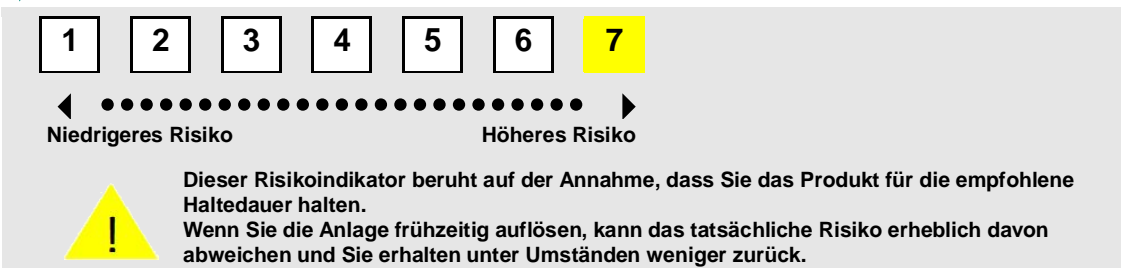 1 2 3 4 5 6 7
Niedrigeres Risiko Höheres Risiko
Dieser Risikoindikator beruht auf der Annahme, dass Sie das Produkt für die empfohlene
Haltedauer halten.
Wenn Sie die Anlage frühzeitig auflösen, kann das tatsächliche Risiko erheblich davon
abweichen und Sie erhalten unter Umständen weniger zurück.
!